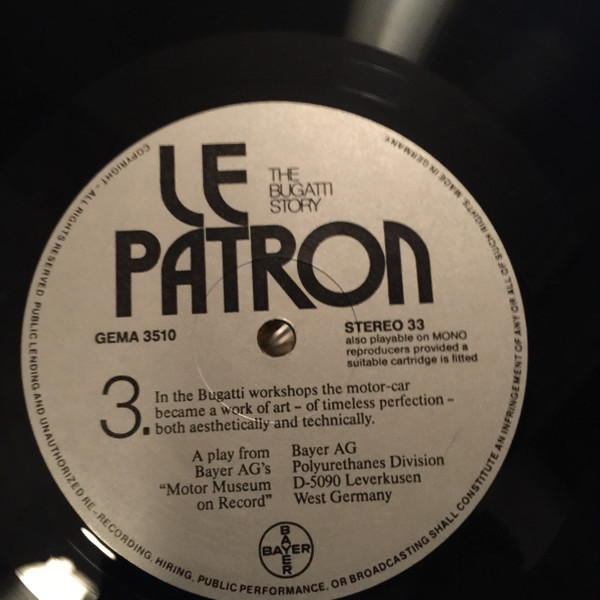 LE
PATRON
THE
BUGATTI
STORY
GEMA 3510
STEREO 33
also playable on MONO
reproducers provided a
suitable cartridge is fitted
3.
In the Bugatti workshops the motor-car
became a work of art – of timeless perfection –
both aesthetically and technically.
A play from
Bayer AG's
"Motor Museum
on Record"
Bayer AG
Polyurethanes Division
D-5090 Leverkusen
West Germany
BAYER
BAYER
COPYRIGHT - ALL RIGHTS RESERVED. PUBLIC LENDING AND UNAUTHORIZED RE-RECORDING, HIRING, PUBLIC PERFORMANCE, OR BROADCASTING SHALL CONSTITUTE AN INFRINGEMENT OF ANY OR ALL OF SUCH RIGHTS. MADE IN GERMANY.